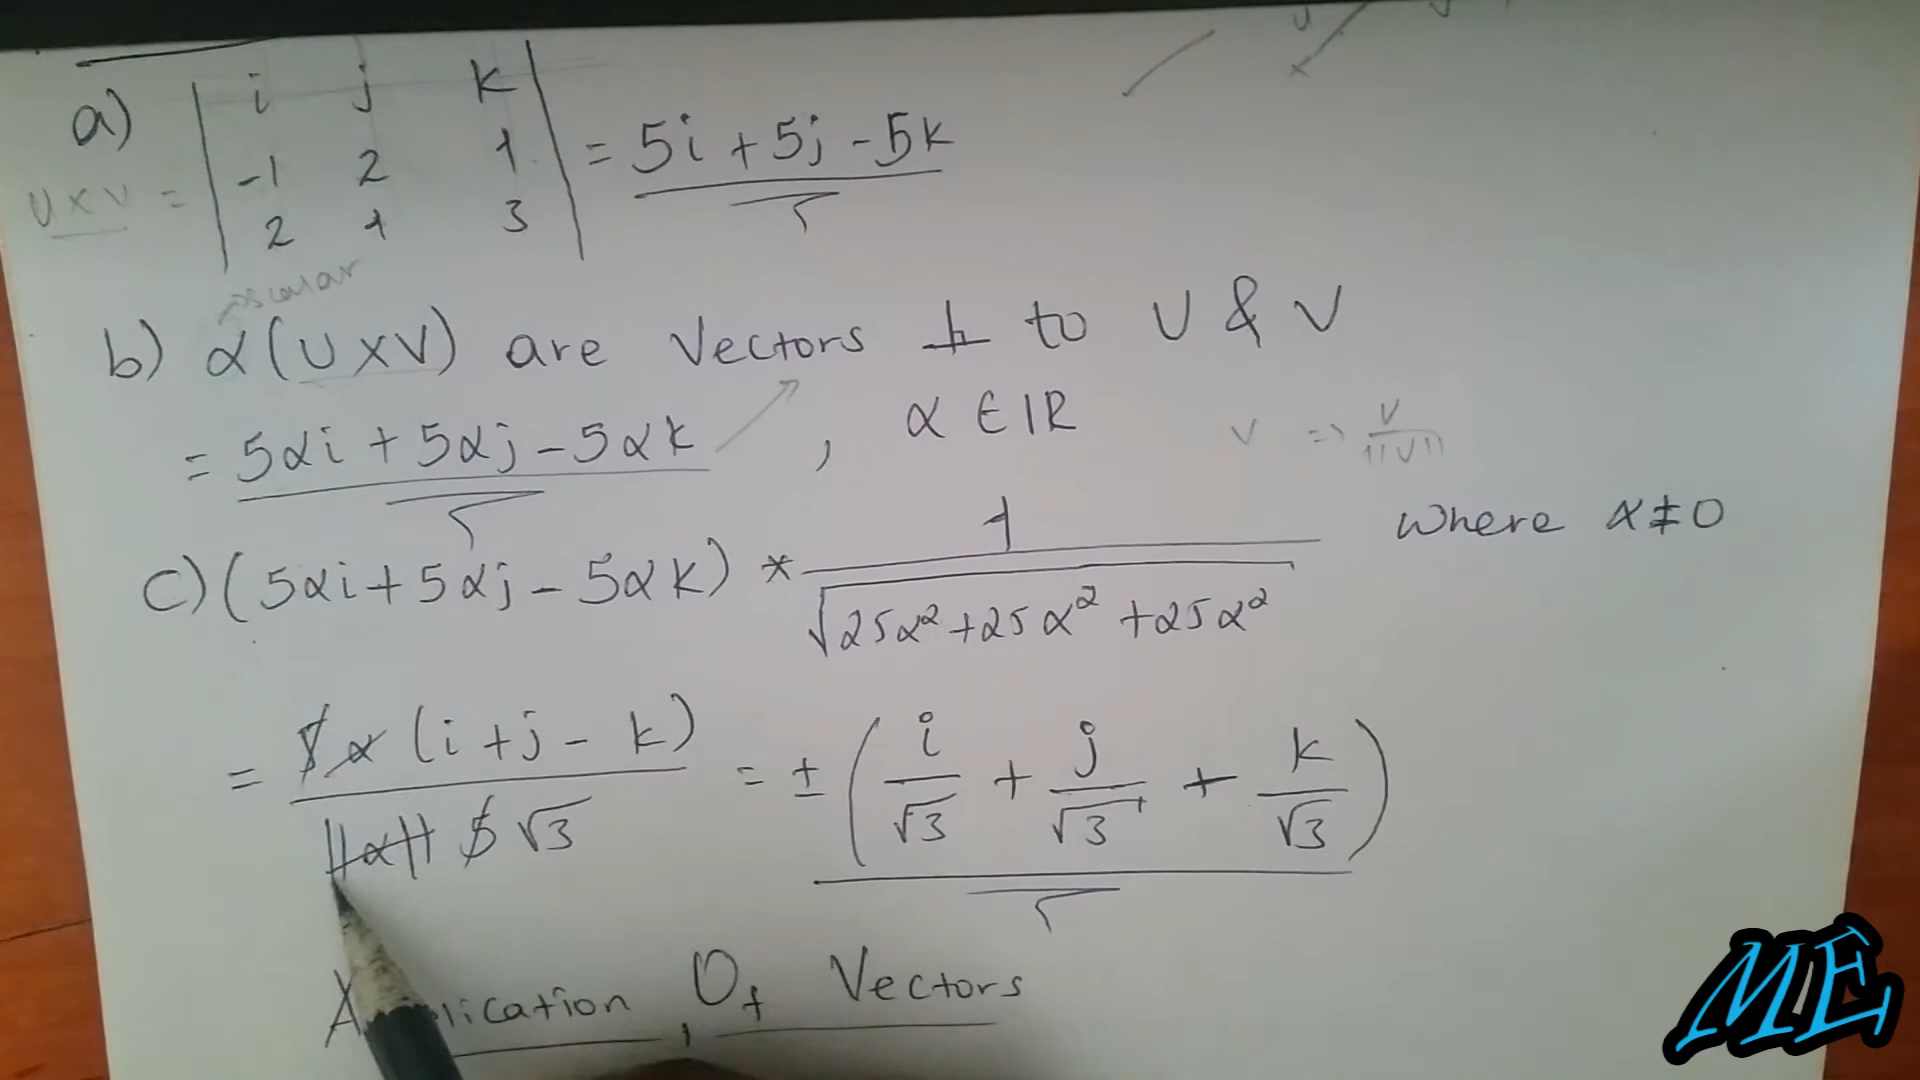 a) | i j k |
U x V = | -1 2 1 | = 5i + 5j - 5k
| 2 1 3 |
scalar
b) α(U x V) are Vectors ⊥ to U & V
= 5αi + 5αj - 5αk , α ∈ IR
V => V/||V||
c) (5αi + 5αj - 5αk) * 1/√(25α² + 25α² + 25α²) where α ≠ 0
= 5α (i + j - k)/(||α|| 5 √3) = ± (i/√3 + j/√3 + k/√3)
Of Vectors
ME